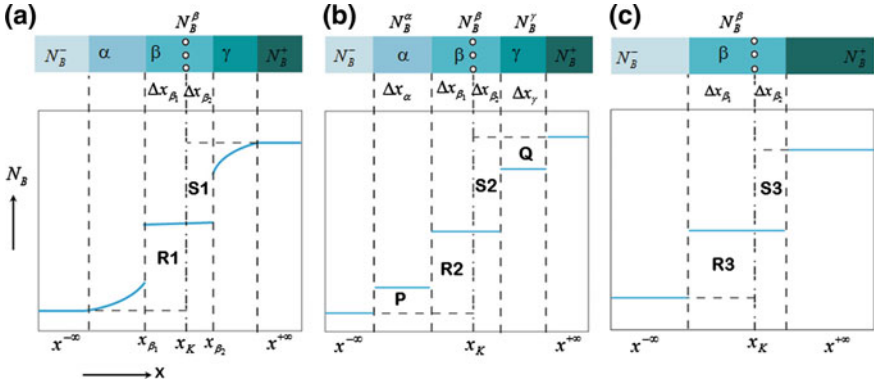 (a) N_B^β
N_B^- α β γ N_B^+
Δx_β₁ Δx_β₂
N_B
S1
R1
x^-∞ x_β₁ x_K x_β₂ x^+∞
x
(b) N_B^α N_B^β N_B^γ
N_B^- α β γ N_B^+
Δx_α Δx_β₁ Δx_β₂ Δx_γ
Q
S2
R2
P
x^-∞ x_K x^+∞
(c) N_B^β
N_B^- β N_B^+
Δx_β₁ Δx_β₂
S3
R3
x^-∞ x_K x^+∞